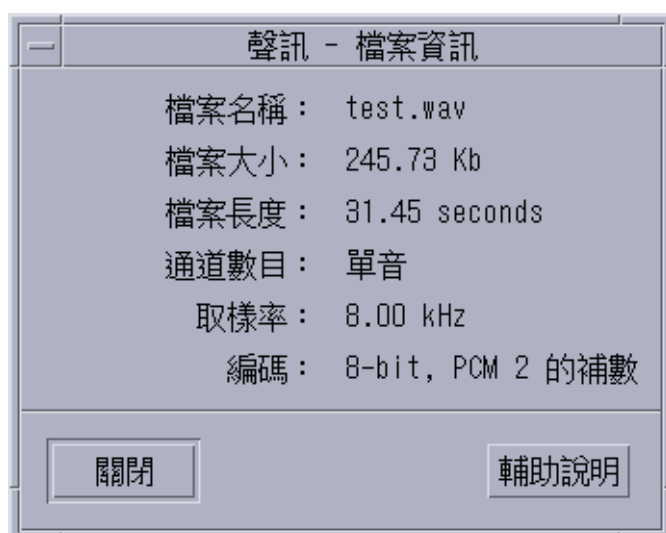 聲訊 - 檔案資訊
檔案名稱： test.wav
檔案大小： 245.73 Kb
檔案長度： 31.45 seconds
通道數目： 單音
取樣率： 8.00 kHz
編碼： 8-bit, PCM 2 的補數
關閉 輔助說明